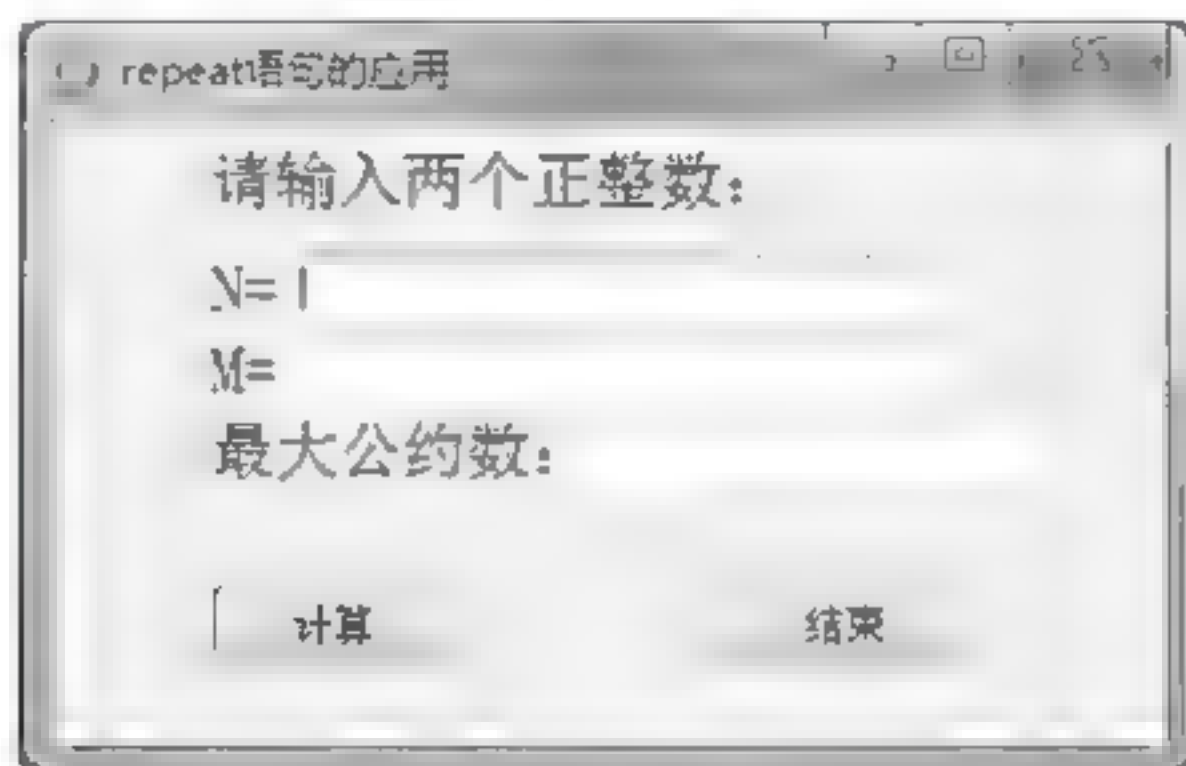 repeat语句的应用
请输入两个正整数:
N=
M=
最大公约数:
计算 结束